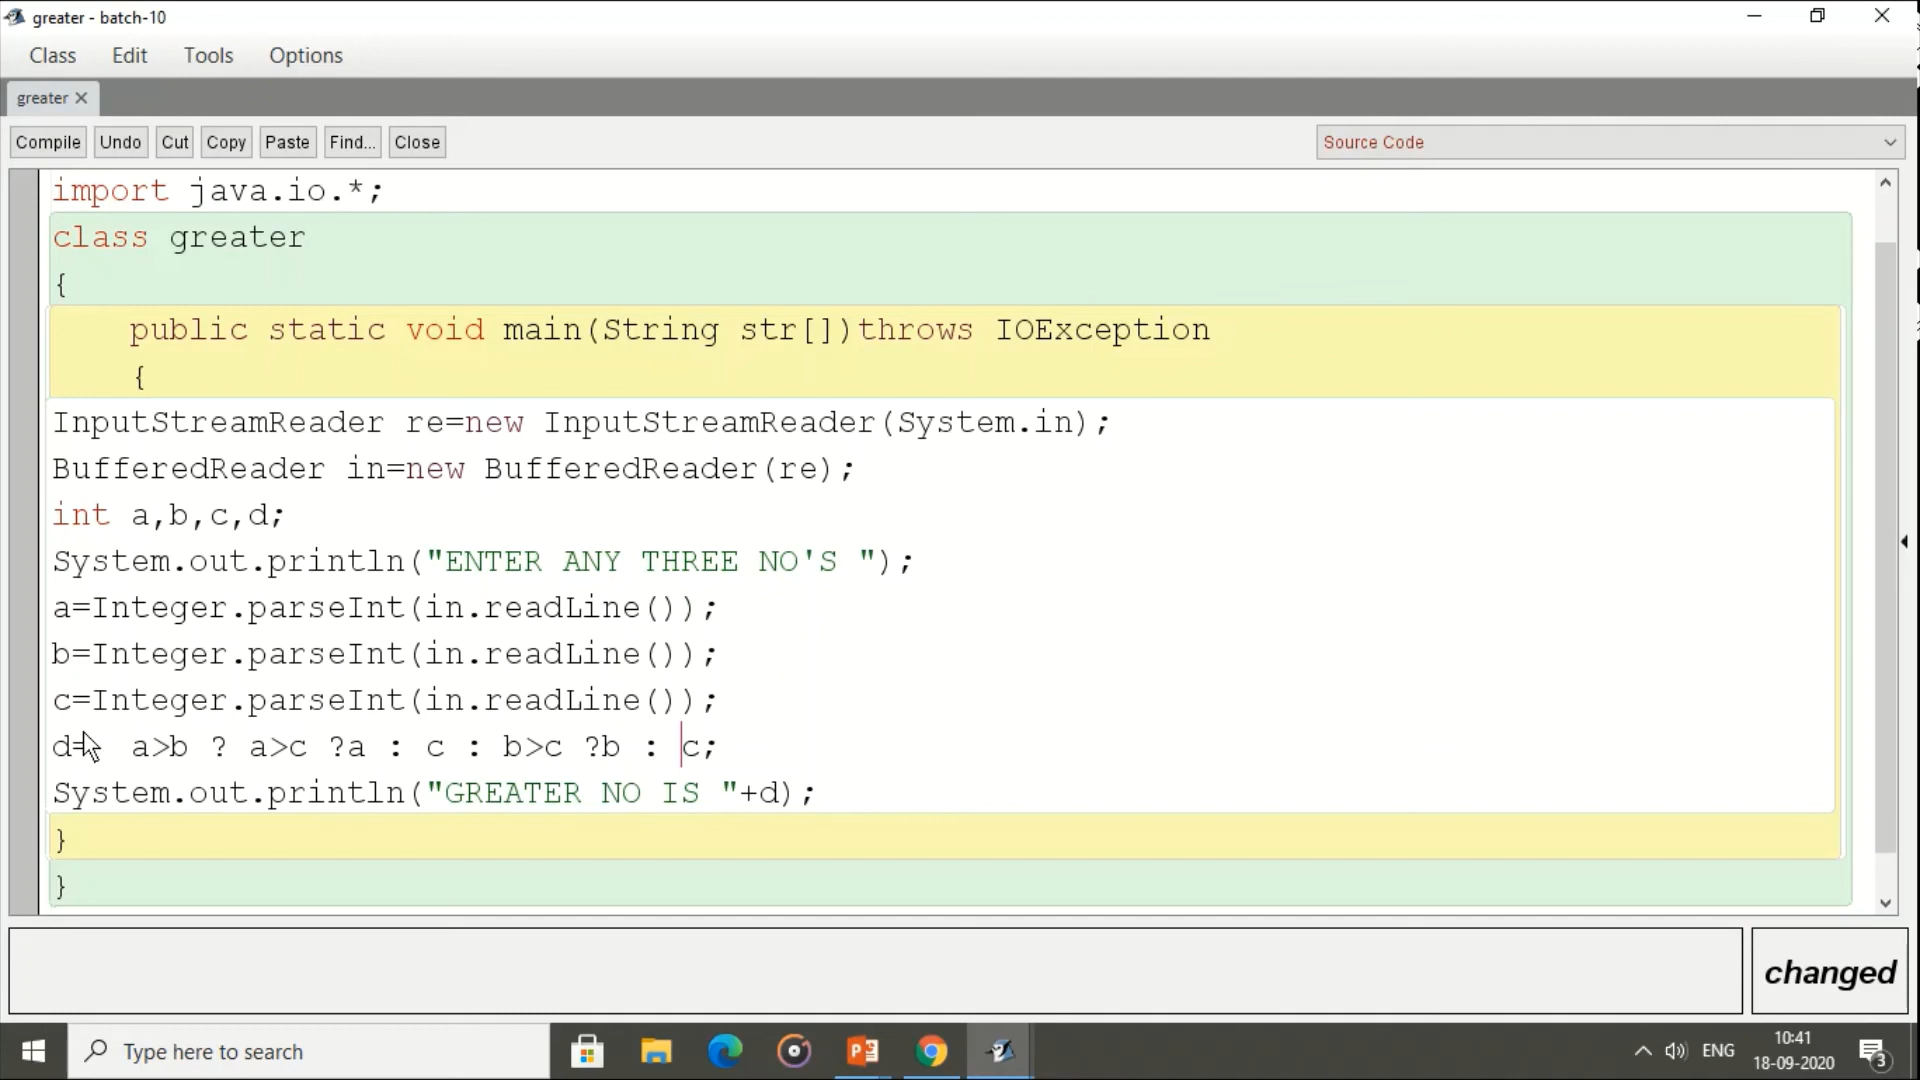 greater - batch-10
Class Edit Tools Options
greater
Compile Undo Cut Copy Paste Find... Close Source Code
import java.io.*;
class greater
{
public static void main(String str[])throws IOException
{
InputStreamReader re=new InputStreamReader(System.in);
BufferedReader in=new BufferedReader(re);
int a,b,c,d;
System.out.println("ENTER ANY THREE NO'S ");
a=Integer.parseInt(in.readLine());
b=Integer.parseInt(in.readLine());
c=Integer.parseInt(in.readLine());
d= a>b ? a>c ?a : c : b>c ?b : c;
System.out.println("GREATER NO IS "+d);
}
}
changed
Type here to search
ENG
10:41
18-09-2020
3